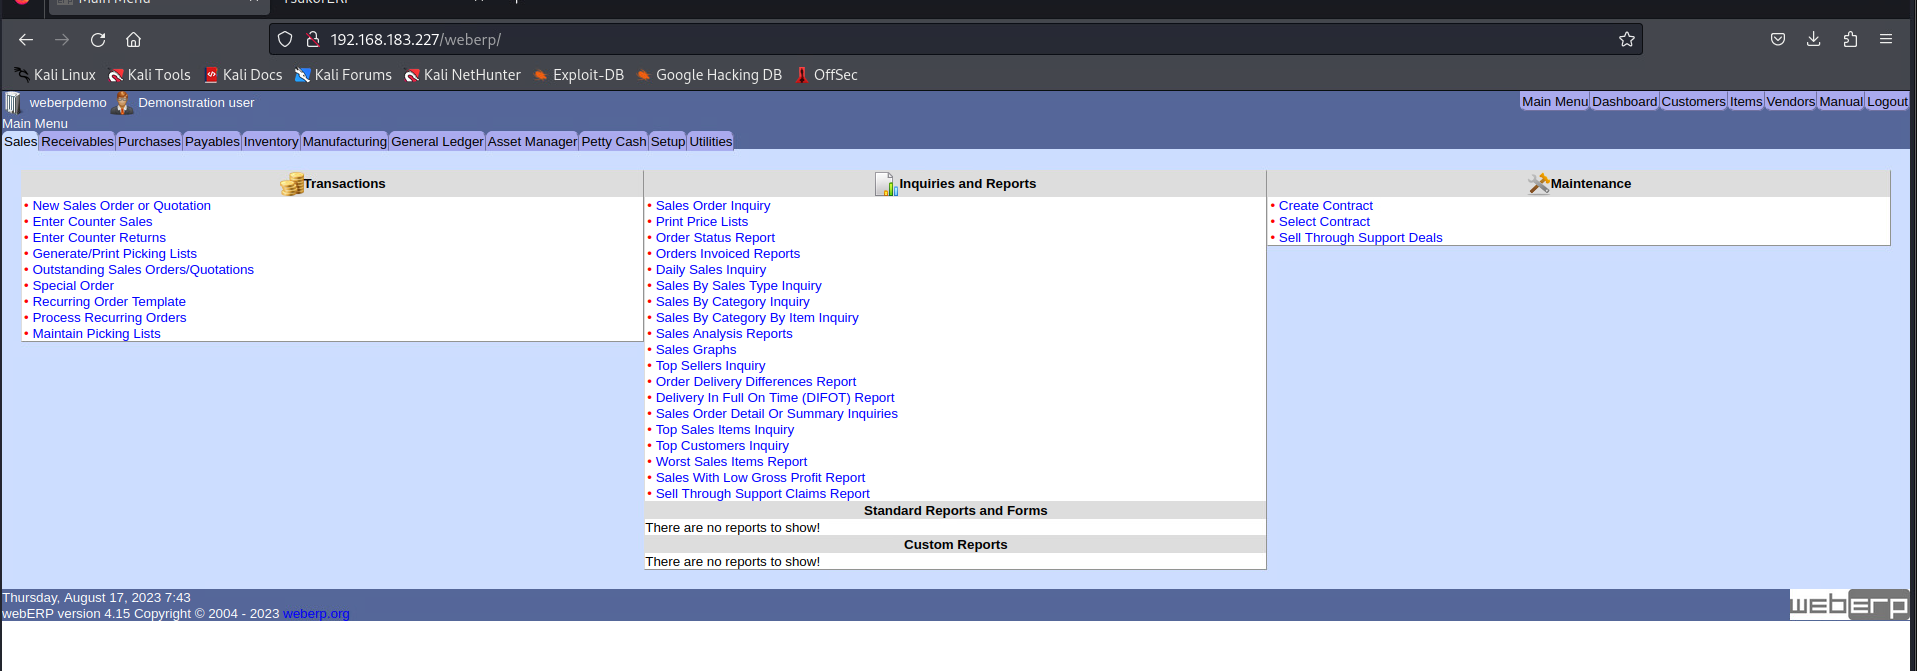 Main Menu
192.168.183.227/weberp/
Kali Linux Kali Tools Kali Docs Kali Forums Kali NetHunter Exploit-DB Google Hacking DB OffSec
weberpdemo Demonstration user
Main Menu Dashboard Customers Items Vendors Manual Logout
Main Menu
Sales Receivables Purchases Payables Inventory Manufacturing General Ledger Asset Manager Petty Cash Setup Utilities
Transactions
• New Sales Order or Quotation
• Enter Counter Sales
• Enter Counter Returns
• Generate/Print Picking Lists
• Outstanding Sales Orders/Quotations
• Special Order
• Recurring Order Template
• Process Recurring Orders
• Maintain Picking Lists
Inquiries and Reports
• Sales Order Inquiry
• Print Price Lists
• Order Status Report
• Orders Invoiced Reports
• Daily Sales Inquiry
• Sales By Sales Type Inquiry
• Sales By Category Inquiry
• Sales By Category By Item Inquiry
• Sales Analysis Reports
• Sales Graphs
• Top Sellers Inquiry
• Order Delivery Differences Report
• Delivery In Full On Time (DIFOT) Report
• Sales Order Detail Or Summary Inquiries
• Top Sales Items Inquiry
• Top Customers Inquiry
• Worst Sales Items Report
• Sales With Low Gross Profit Report
• Sell Through Support Claims Report
Standard Reports and Forms
There are no reports to show!
Custom Reports
There are no reports to show!
Maintenance
• Create Contract
• Select Contract
• Sell Through Support Deals
Thursday, August 17, 2023 7:43
webERP version 4.15 Copyright © 2004 - 2023 weberp.org
weberp